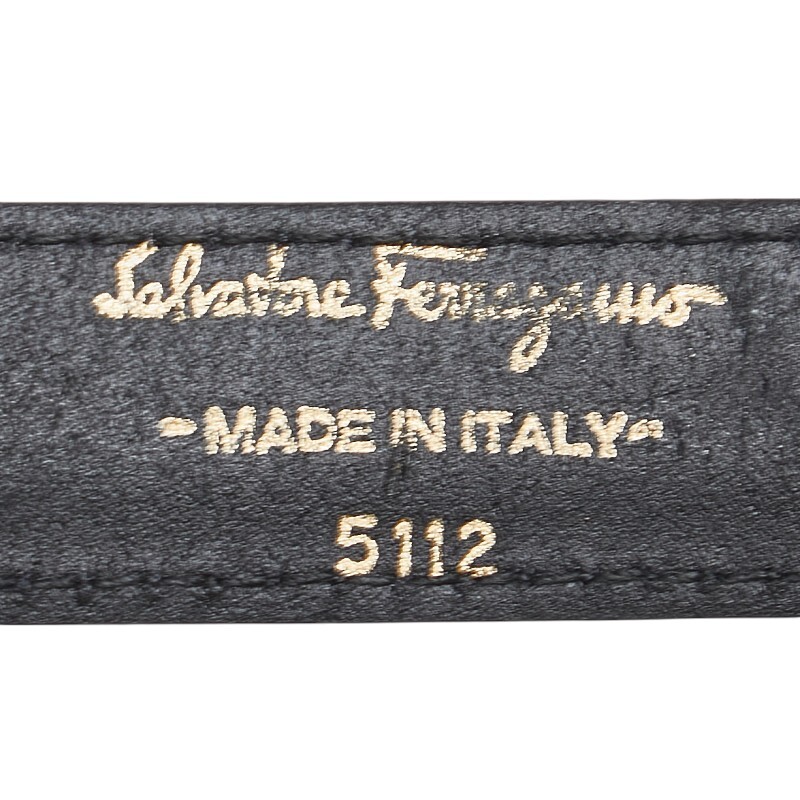 Salvatore Ferragamo
-MADE IN ITALY-
5112